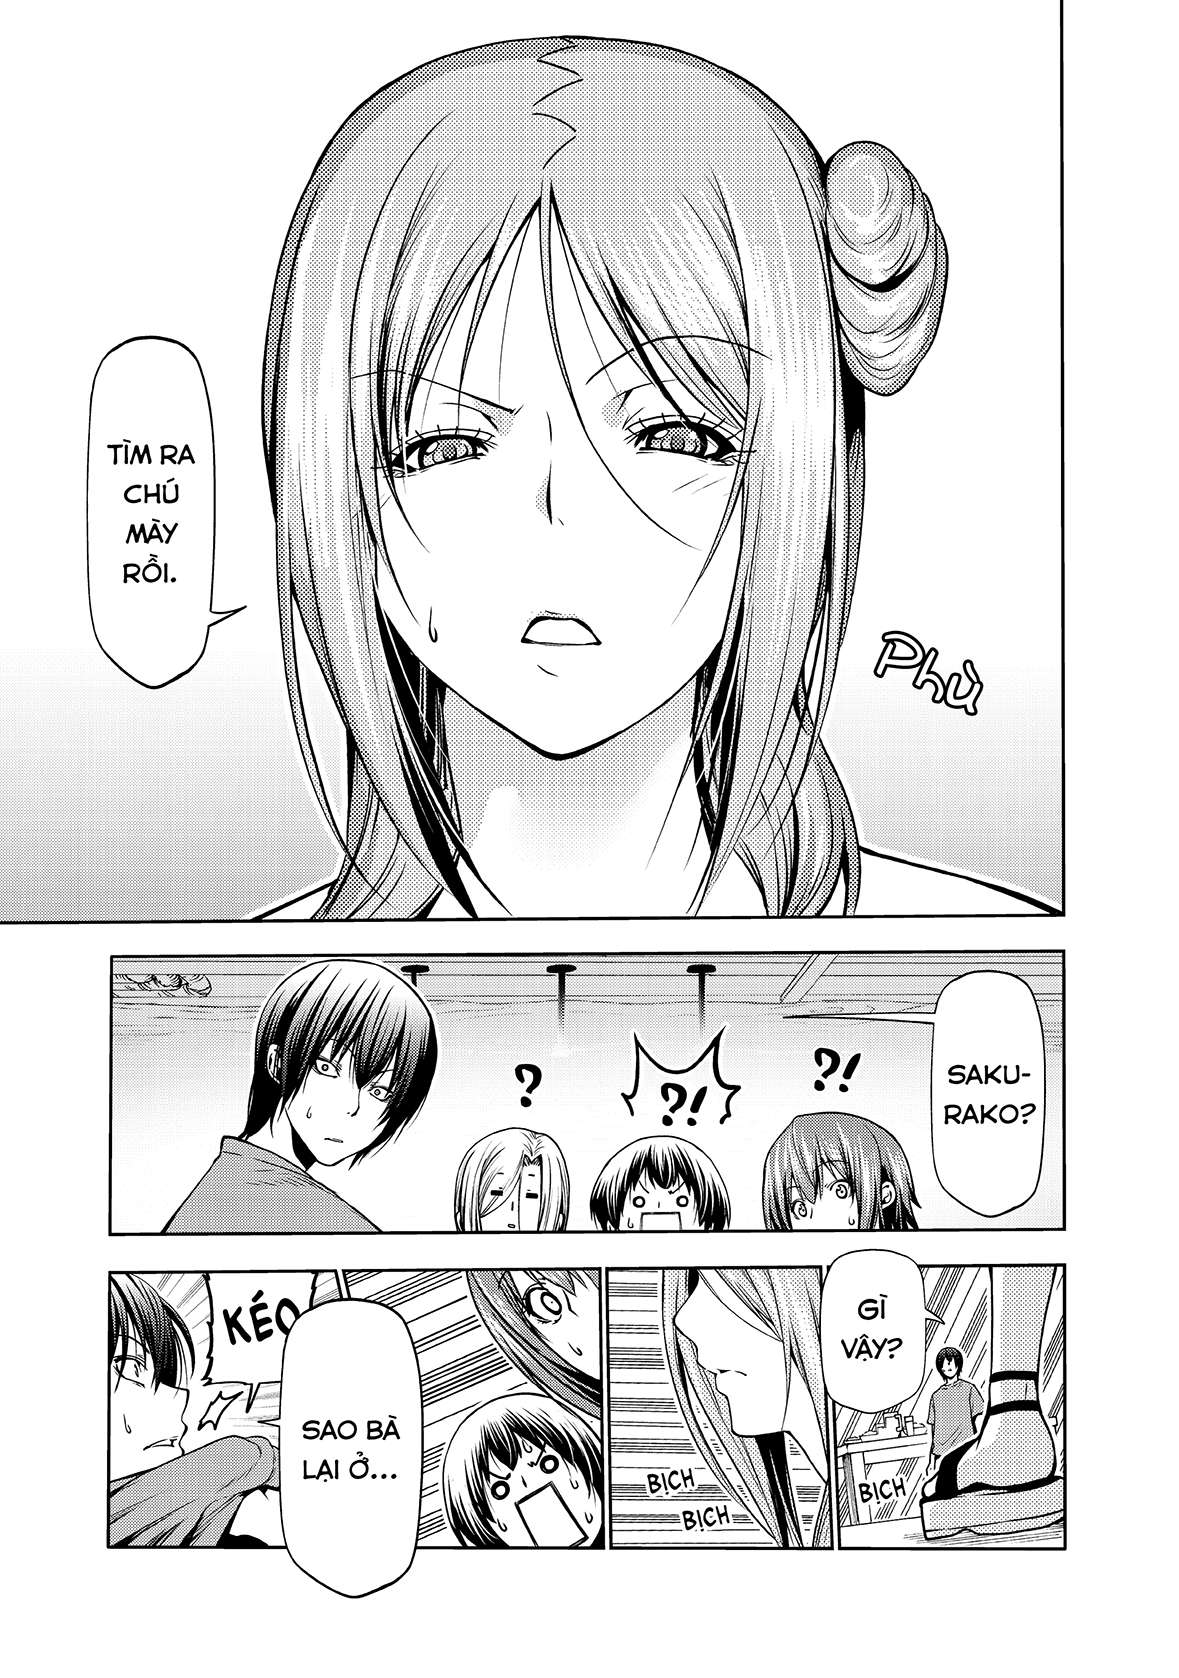 TÌM RA
CHÚ
MÀY
RỒI.
Phù
SAKU-
RAKO?
?!
?!
?
GÌ
VẬY?
BỊCH
BỊCH
BỊCH
KÉO
SAO BÀ
LẠI Ở...